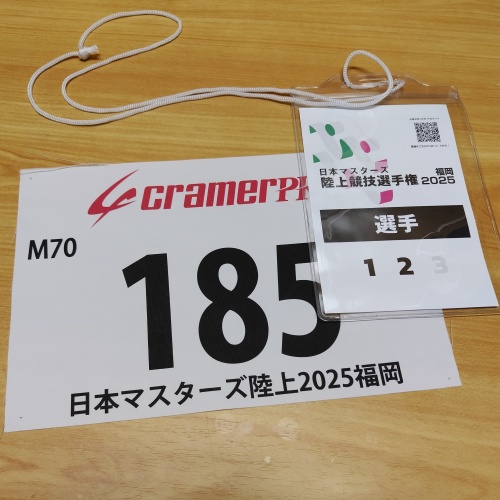 cramerPR
M70
185
日本マスターズ陸上2025福岡
日本マスターズ 福岡
陸上競技選手権 2025
選手
1 2 3